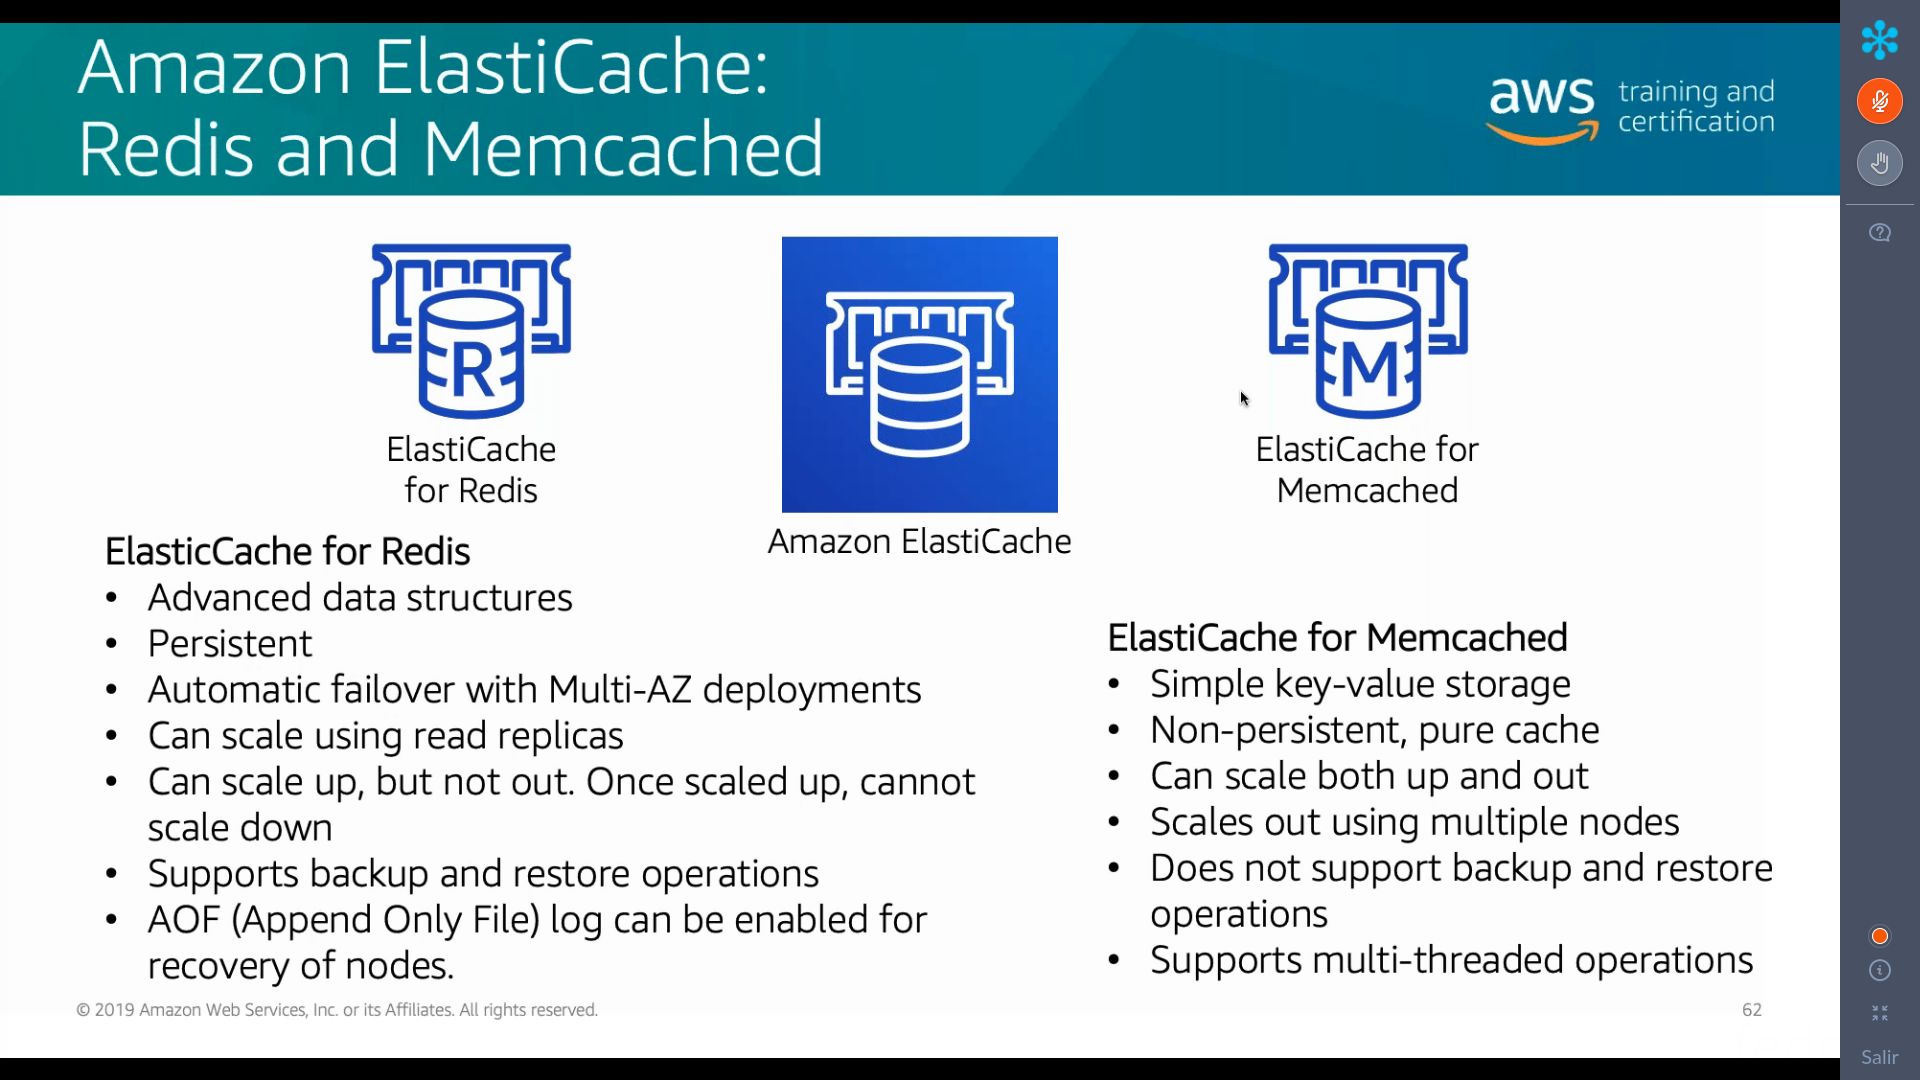 Amazon ElastiCache:
Redis and Memcached
aws training and
certification
R
ElastiCache
for Redis
Amazon ElastiCache
M
ElastiCache for
Memcached
ElasticCache for Redis
• Advanced data structures
• Persistent
• Automatic failover with Multi-AZ deployments
• Can scale using read replicas
• Can scale up, but not out. Once scaled up, cannot
scale down
• Supports backup and restore operations
• AOF (Append Only File) log can be enabled for
recovery of nodes.
ElastiCache for Memcached
• Simple key-value storage
• Non-persistent, pure cache
• Can scale both up and out
• Scales out using multiple nodes
• Does not support backup and restore
operations
• Supports multi-threaded operations
© 2019 Amazon Web Services, Inc. or its Affiliates. All rights reserved.
62
Salir